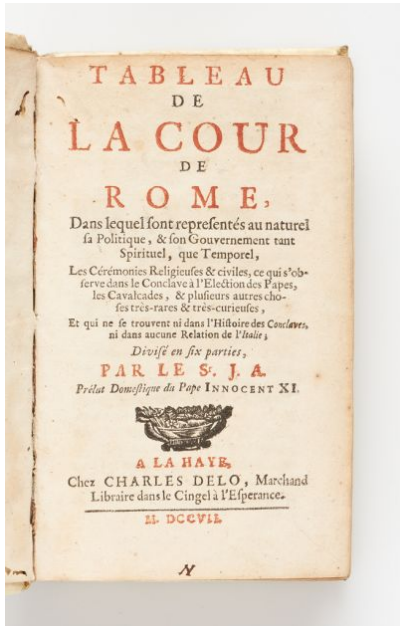 TABLEAU
DE
LA COUR
DE
ROME,
Dans lequel ſont repreſentés au naturel
ſa Politique, & ſon Gouvernement tant
Spirituel, que Temporel,
Les Cérémonies Religieuſes & civiles, ce qui s'ob-
ſerve dans le Conclave à l'Election des Papes,
les Cavalcades, & pluſieurs autres cho-
ſes très-rares & très-curieuſes,
Et qui ne ſe trouvent ni dans l'Hiſtoire des Conclaves,
ni dans aucune Relation de l'Italie;
Diviſé en ſix parties,
PAR LE Sr. J. A.
Prélat Domeſtique du Pape INNOCENT XI.
A LA HAYE,
Chez CHARLES DELO, Marchand
Libraire dans le Cingel à l'Eſperance.
M. DCCVII.
N